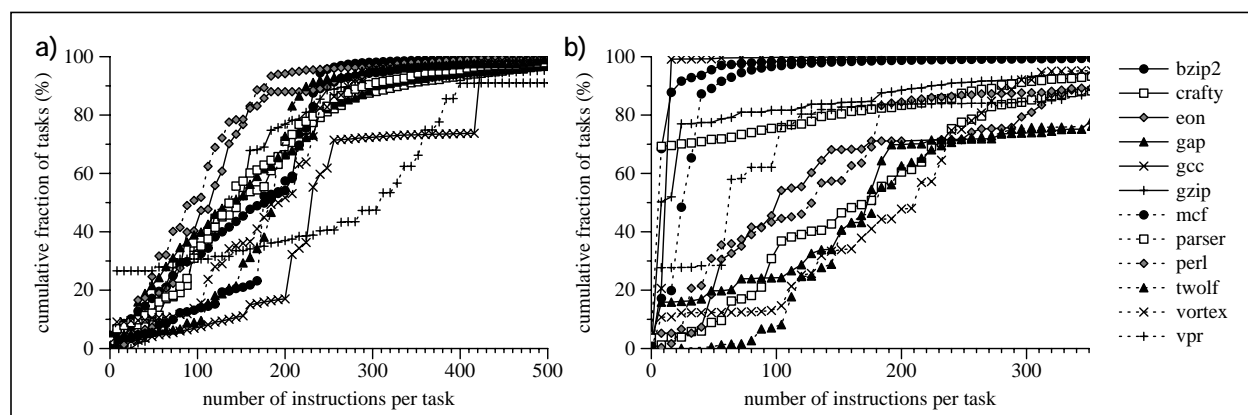 a)
100
80
60
40
20
0
cumulative fraction of tasks (%)
0 100 200 300 400 500
number of instructions per task
b)
100
80
60
40
20
0
cumulative fraction of tasks (%)
0 100 200 300
number of instructions per task
bzip2
crafty
eon
gap
gcc
gzip
mcf
parser
perl
twolf
vortex
vpr